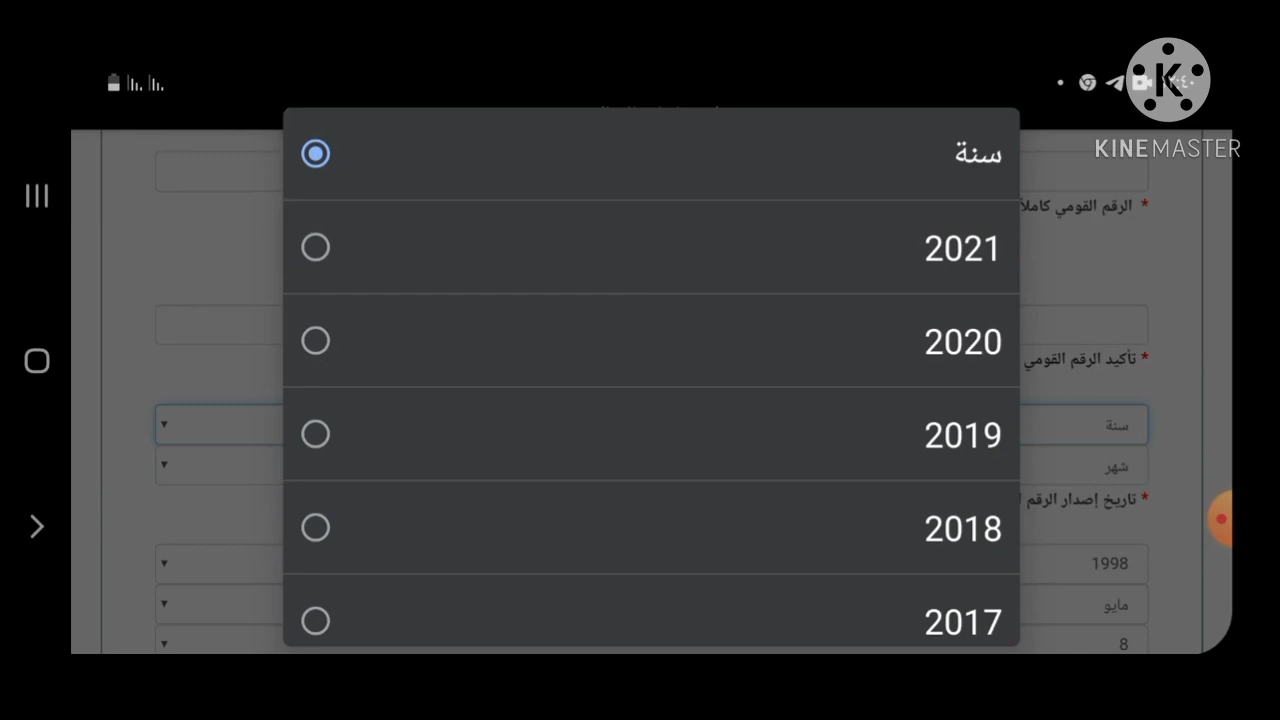 KINEMASTER
سنة
2021
2020
2019
2018
2017
* الرقم القومي كاملاً
* تأكيد الرقم القومي
سنة
شهر
* تاريخ إصدار الرقم
1998
مايو
8